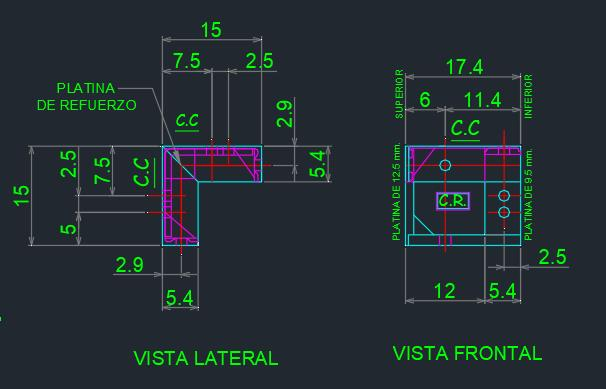 15
7.5
2.5
PLATINA
DE REFUERZO
C.C
2.9
5.4
15
2.5
7.5
5
C.C
2.9
5.4
VISTA LATERAL
SUPERIOR
17.4
INFERIOR
6
11.4
C.C
PLATINA DE 12.5 mm.
C.R.
PLATINA DE 9.5 mm.
2.5
12
5.4
VISTA FRONTAL